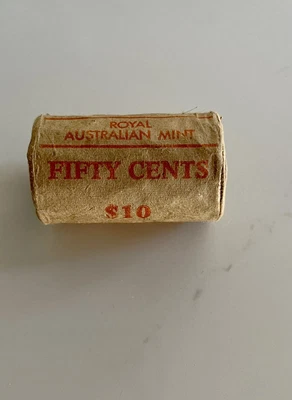 ROYAL
AUSTRALIAN MINT
FIFTY CENTS
$10